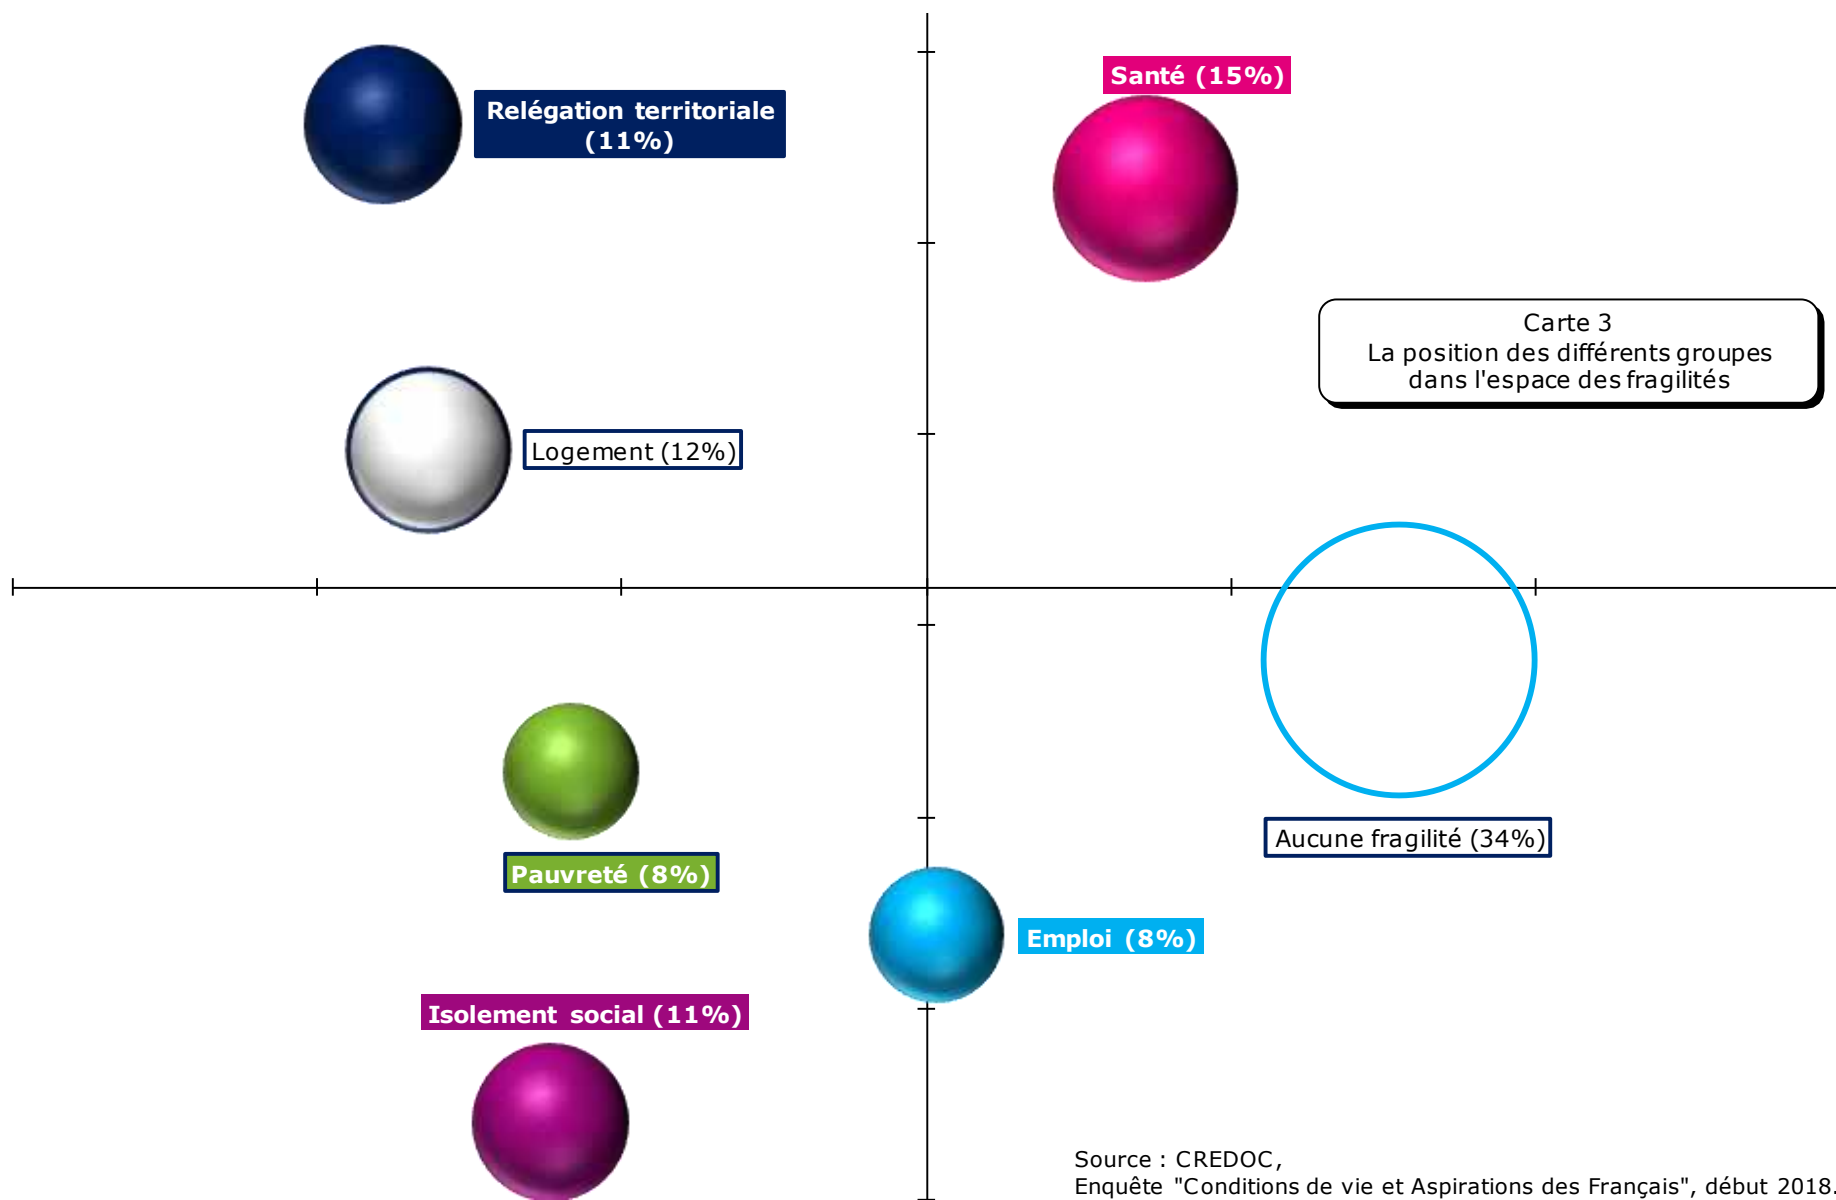 Santé (15%)
Relégation territoriale
(11%)
Carte 3
La position des différents groupes
dans l'espace des fragilités
Logement (12%)
Aucune fragilité (34%)
Pauvreté (8%)
Emploi (8%)
Isolement social (11%)
Source : CREDOC,
Enquête "Conditions de vie et Aspirations des Français", début 2018.